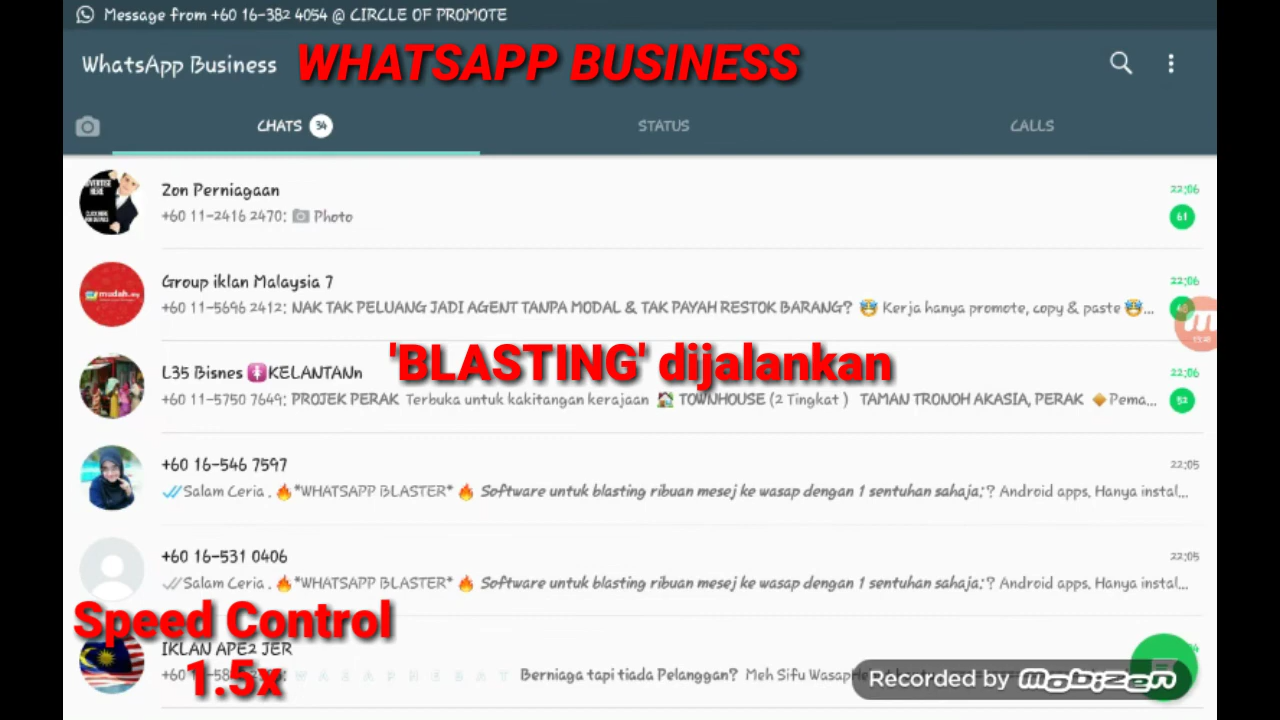 Message from +60 16-382 4054 @ CIRCLE OF PROMOTE
WhatsApp Business
WHATSAPP BUSINESS
CHATS 34
STATUS
CALLS
ADVERTISE HERE
Zon Perniagaan
22:06
+60 11-2416 2470: Photo
61
Group iklan Malaysia 7
22:06
mudah.my
+60 11-5696 2412: NAK TAK PELUANG JADI AGENT TANPA MODAL & TAK PAYAH RESTOK BARANG? 😇 Kerja hanya promote, copy & paste 😇...
'BLASTING' dijalankan
L35 Bisnes 🚺KELANTANn
22:06
+60 11-5750 7649: PROJEK PERAK Terbuka untuk kakitangan kerajaan 🏡 TOWNHOUSE (2 Tingkat ) TAMAN TRONOH AKASIA, PERAK 🔸Pema...
52
+60 16-546 7597
22:05
Salam Ceria . 🔥*WHATSAPP BLASTER* 🔥 Software untuk blasting ribuan mesej ke wasap dengan 1 sentuhan sahaja;? Android apps. Hanya instal...
+60 16-531 0406
22:05
Salam Ceria . 🔥*WHATSAPP BLASTER* 🔥 Software untuk blasting ribuan mesej ke wasap dengan 1 sentuhan sahaja;? Android apps. Hanya instal...
Speed Control
1.5x
IKLAN APE2 JER
Berniaga tapi tiada Pelanggan? Meh Sifu
Recorded by mobizen